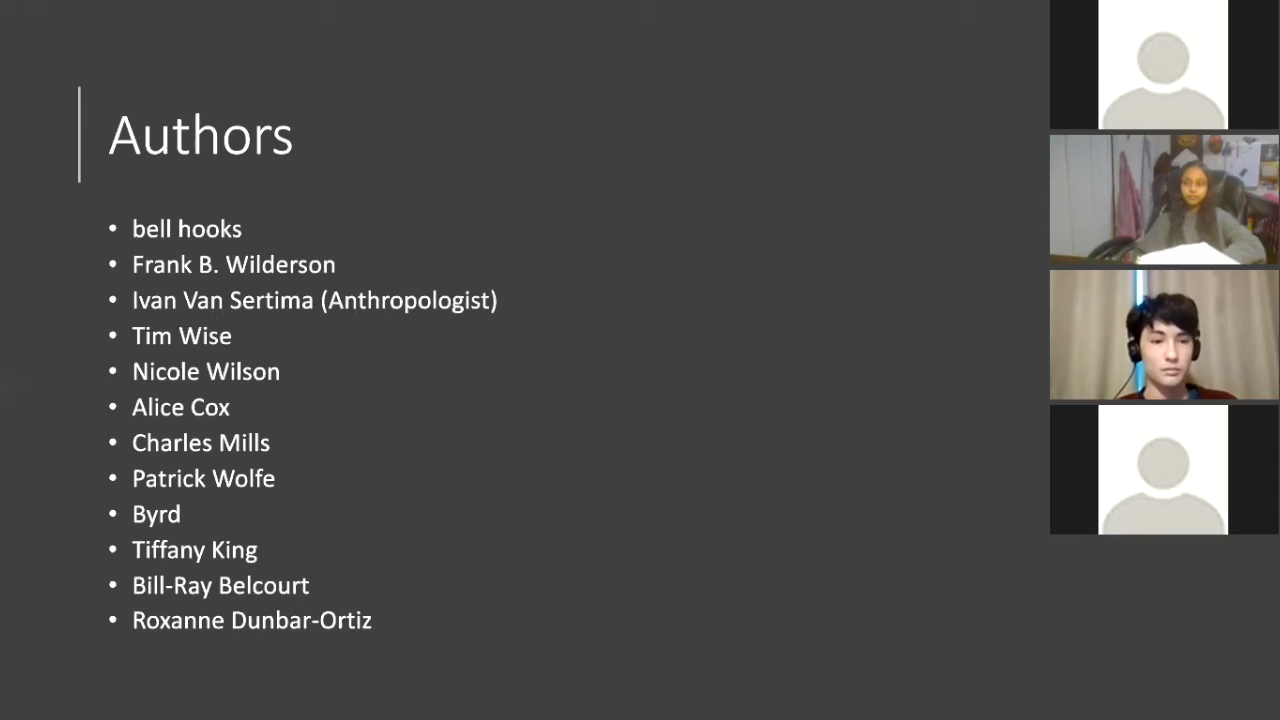 Authors
• bell hooks
• Frank B. Wilderson
• Ivan Van Sertima (Anthropologist)
• Tim Wise
• Nicole Wilson
• Alice Cox
• Charles Mills
• Patrick Wolfe
• Byrd
• Tiffany King
• Bill-Ray Belcourt
• Roxanne Dunbar-Ortiz